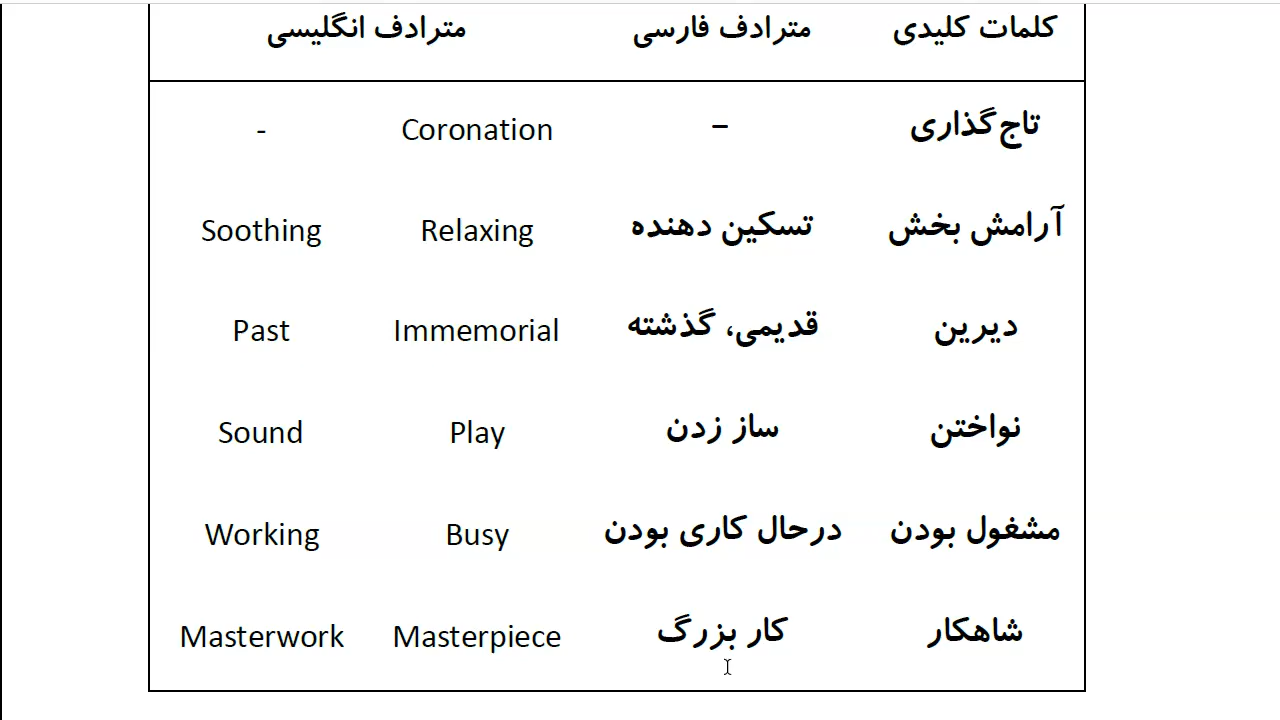 کلمات کلیدی مترادف فارسی مترادف انگلیسی
تاج‌گذاری – Coronation -
آرامش بخش تسکین دهنده Relaxing Soothing
دیرین قدیمی، گذشته Immemorial Past
نواختن ساز زدن Play Sound
مشغول بودن درحال کاری بودن Busy Working
شاهکار کار بزرگ Masterpiece Masterwork